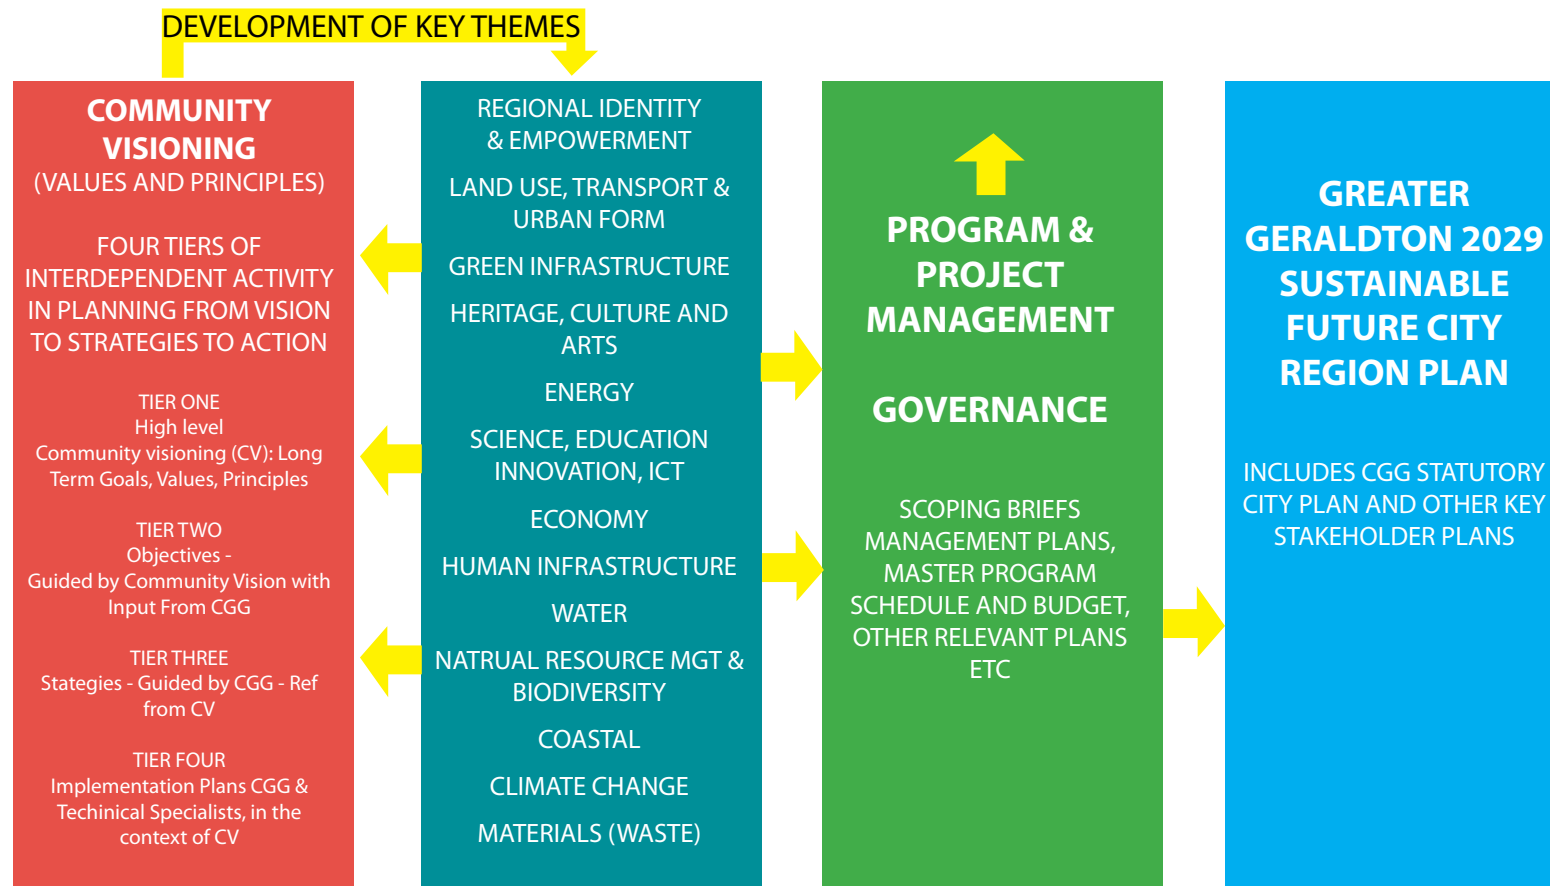 DEVELOPMENT OF KEY THEMES
COMMUNITY
VISIONING
(VALUES AND PRINCIPLES)
FOUR TIERS OF
INTERDEPENDENT ACTIVITY
IN PLANNING FROM VISION
TO STRATEGIES TO ACTION
TIER ONE
High level
Community visioning (CV): Long
Term Goals, Values, Principles
TIER TWO
Objectives -
Guided by Community Vision with
Input From CGG
TIER THREE
Stategies - Guided by CGG - Ref
from CV
TIER FOUR
Implementation Plans CGG &
Techinical Specialists, in the
context of CV
REGIONAL IDENTITY
& EMPOWERMENT
LAND USE, TRANSPORT &
URBAN FORM
GREEN INFRASTRUCTURE
HERITAGE, CULTURE AND
ARTS
ENERGY
SCIENCE, EDUCATION
INNOVATION, ICT
ECONOMY
HUMAN INFRASTRUCTURE
WATER
NATRUAL RESOURCE MGT &
BIODIVERSITY
COASTAL
CLIMATE CHANGE
MATERIALS (WASTE)
PROGRAM &
PROJECT
MANAGEMENT
GOVERNANCE
SCOPING BRIEFS
MANAGEMENT PLANS,
MASTER PROGRAM
SCHEDULE AND BUDGET,
OTHER RELEVANT PLANS
ETC
GREATER
GERALDTON 2029
SUSTAINABLE
FUTURE CITY
REGION PLAN
INCLUDES CGG STATUTORY
CITY PLAN AND OTHER KEY
STAKEHOLDER PLANS